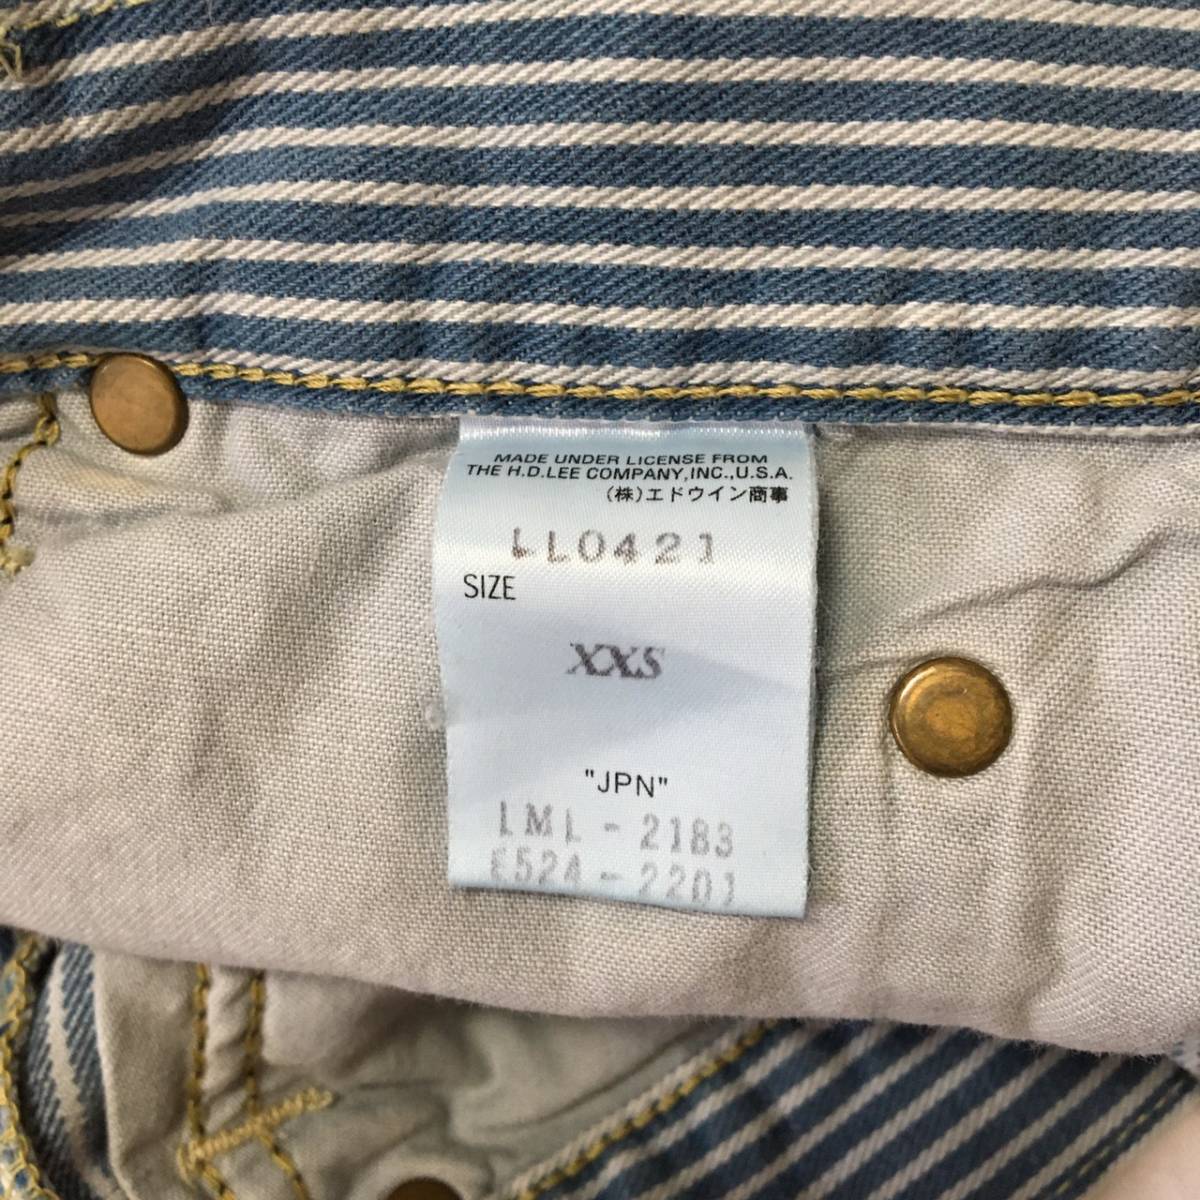 MADE UNDER LICENSE FROM
THE H.D.LEE COMPANY,INC.,U.S.A.
(株)エドウイン商事
LL0421
SIZE
XXS
"JPN"
LML-2183
E524-2201